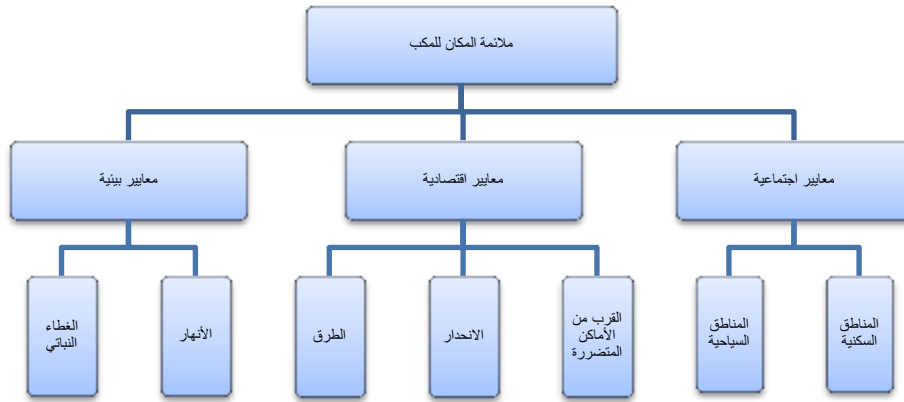 ملائمة المكان للمكب
معايير اجتماعية
معايير اقتصادية
معايير بيئية
المناطق
السكنية
المناطق
السياحية
القرب من
الأماكن
المتضررة
الانحدار
الطرق
الأنهار
الغطاء
النباتي